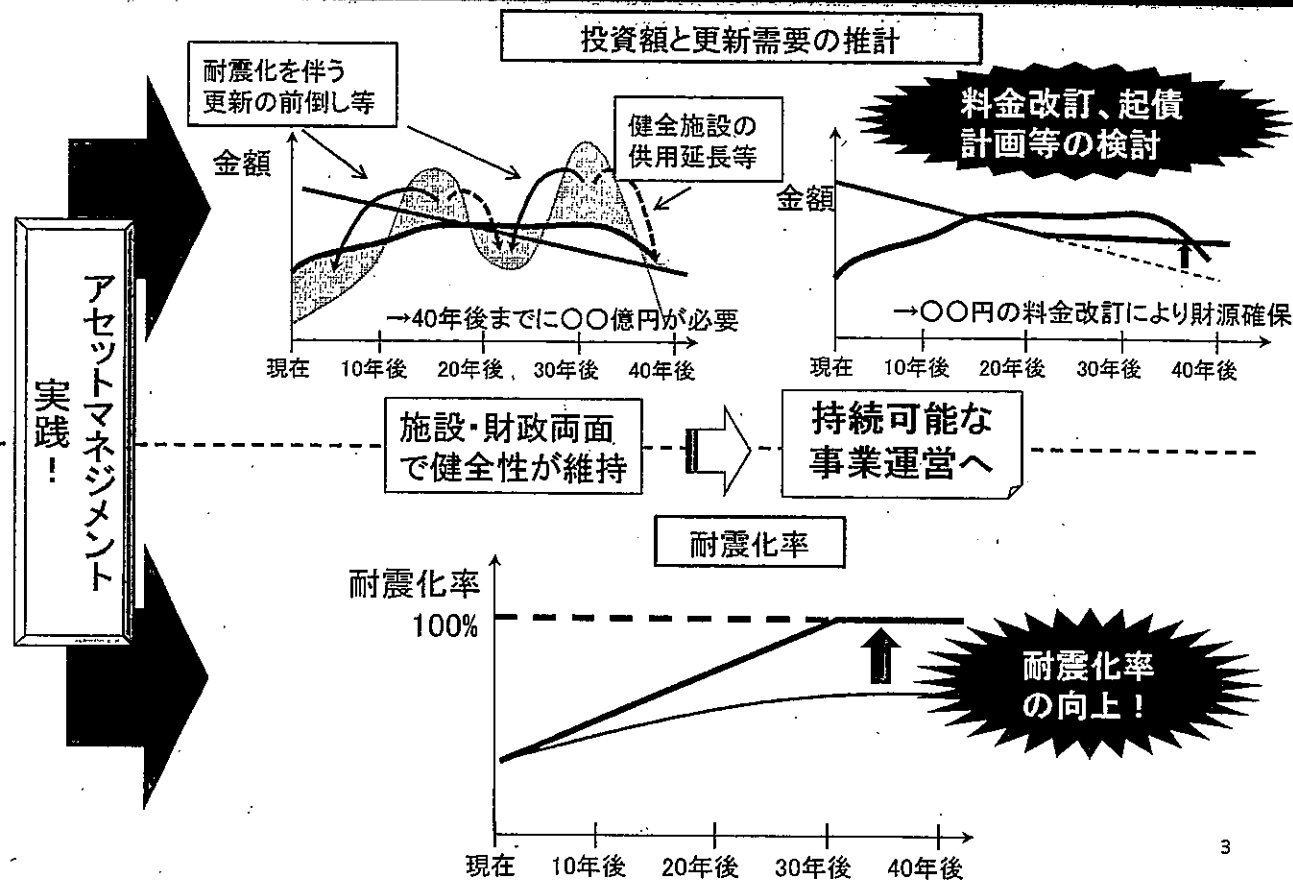 投資額と更新需要の推計
耐震化を伴う
更新の前倒し等
健全施設の
供用延長等
金額
→40年後までに〇〇億円が必要
現在 10年後 20年後 30年後 40年後
料金改訂、起債
計画等の検討
金額
→〇〇円の料金改訂により財源確保
現在 10年後 20年後 30年後 40年後
アセットマネジメント
実践！
施設・財政両面
で健全性が維持
持続可能な
事業運営へ
耐震化率
耐震化率
100%
耐震化率
の向上！
現在 10年後 20年後 30年後 40年後
3